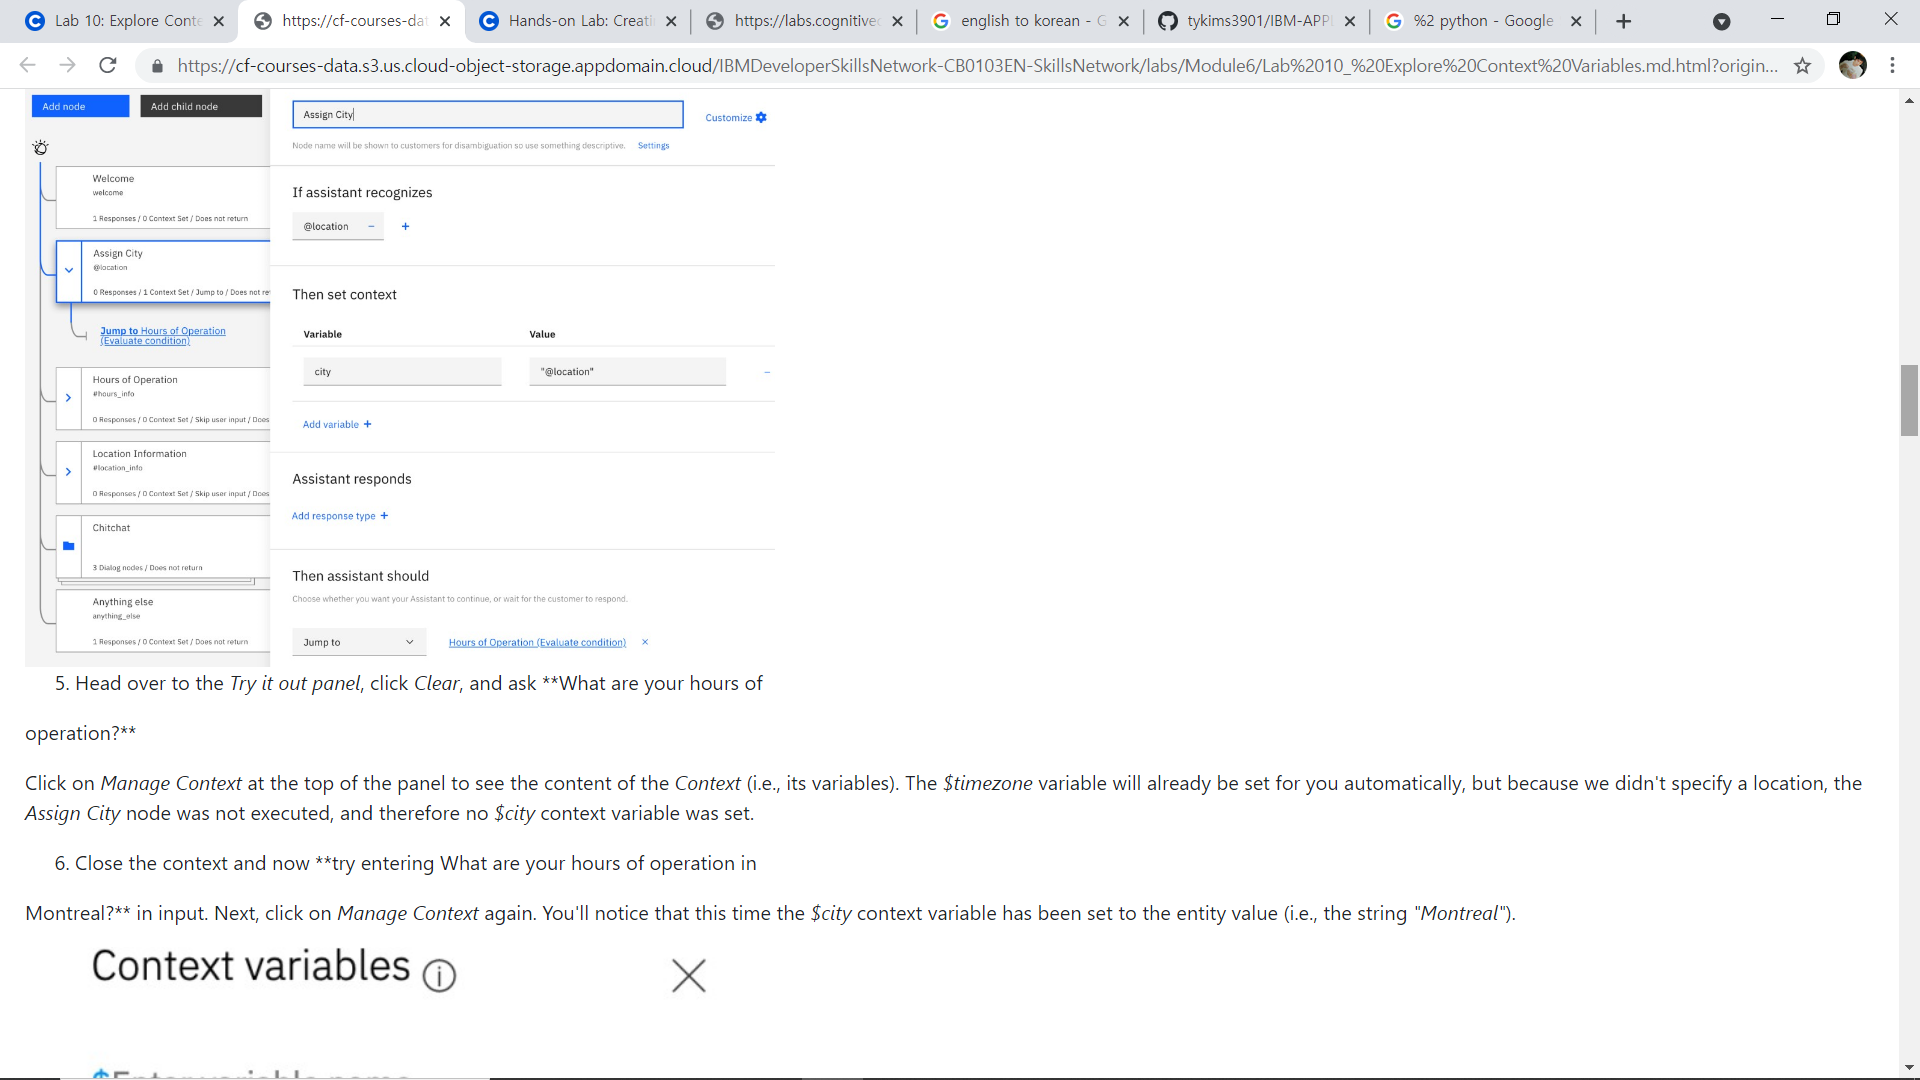 Lab 10: Explore Conte
https://cf-courses-dat
Hands-on Lab: Creati
https://labs.cognitivec
english to korean - G
tykims3901/IBM-APPI
%2 python - Google
https://cf-courses-data.s3.us.cloud-object-storage.appdomain.cloud/IBMDeveloperSkillsNetwork-CB0103EN-SkillsNetwork/labs/Module6/Lab%2010_%20Explore%20Context%20Variables.md.html?origin...
Add node
Add child node
Welcome
welcome
1 Responses / 0 Context Set / Does not return
Assign City
@location
0 Responses / 1 Context Set / Jump to / Does not re
Jump to Hours of Operation
(Evaluate condition)
Hours of Operation
#hours_info
0 Responses / 0 Context Set / Skip user input / Does
Location Information
#location_info
0 Responses / 0 Context Set / Skip user input / Does
Chitchat
3 Dialog nodes / Does not return
Anything else
anything_else
1 Responses / 0 Context Set / Does not return
Assign City
Customize
Node name will be shown to customers for disambiguation so use something descriptive. Settings
If assistant recognizes
@location
Then set context
Variable Value
city "@location"
Add variable +
Assistant responds
Add response type +
Then assistant should
Choose whether you want your Assistant to continue, or wait for the customer to respond.
Jump to Hours of Operation (Evaluate condition)
5. Head over to the Try it out panel, click Clear, and ask **What are your hours of
operation?**
Click on Manage Context at the top of the panel to see the content of the Context (i.e., its variables). The $timezone variable will already be set for you automatically, but because we didn't specify a location, the
Assign City node was not executed, and therefore no $city context variable was set.
6. Close the context and now **try entering What are your hours of operation in
Montreal?** in input. Next, click on Manage Context again. You'll notice that this time the $city context variable has been set to the entity value (i.e., the string "Montreal").
Context variables
$Enter variable name